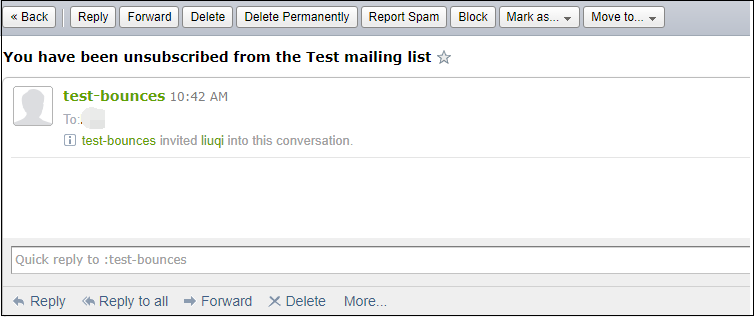 « Back Reply Forward Delete Delete Permanently Report Spam Block Mark as... Move to...
You have been unsubscribed from the Test mailing list
test-bounces 10:42 AM
To:
test-bounces invited liuqi into this conversation.
Quick reply to :test-bounces
Reply Reply to all Forward Delete More...